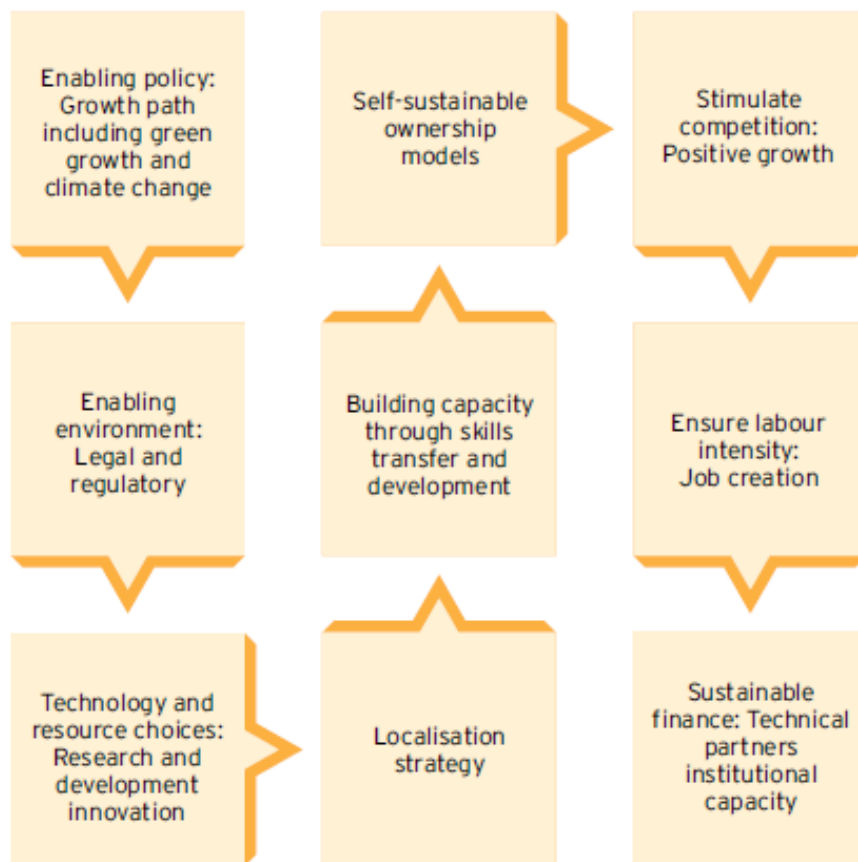 Enabling policy:
Growth path
including green
growth and
climate change
Self-sustainable
ownership
models
Stimulate
competition:
Positive growth
Enabling
environment:
Legal and
regulatory
Building capacity
through skills
transfer and
development
Ensure labour
intensity:
Job creation
Technology and
resource choices:
Research and
development
innovation
Localisation
strategy
Sustainable
finance: Technical
partners
institutional
capacity